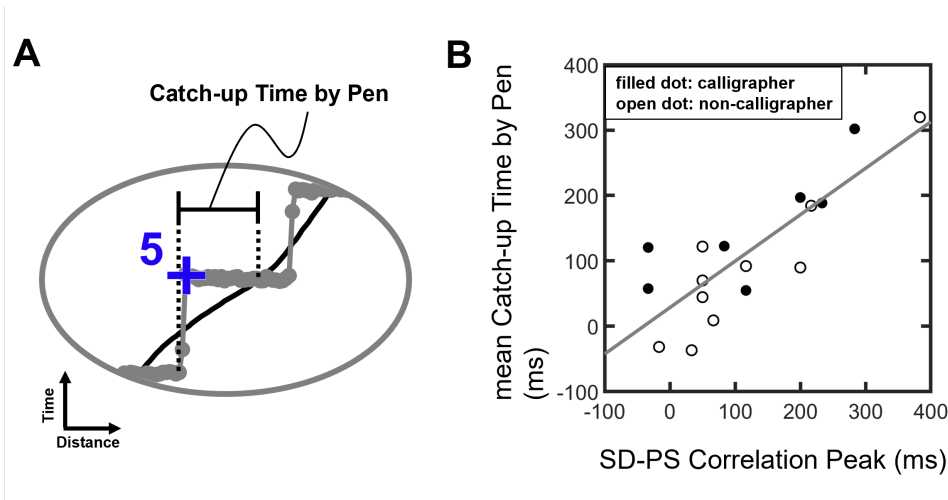 A
Catch-up Time by Pen
5
Time
Distance
B
mean Catch-up Time by Pen
(ms)
400
300
200
100
0
-100
filled dot: calligrapher
open dot: non-calligrapher
-100 0 100 200 300 400
SD-PS Correlation Peak (ms)